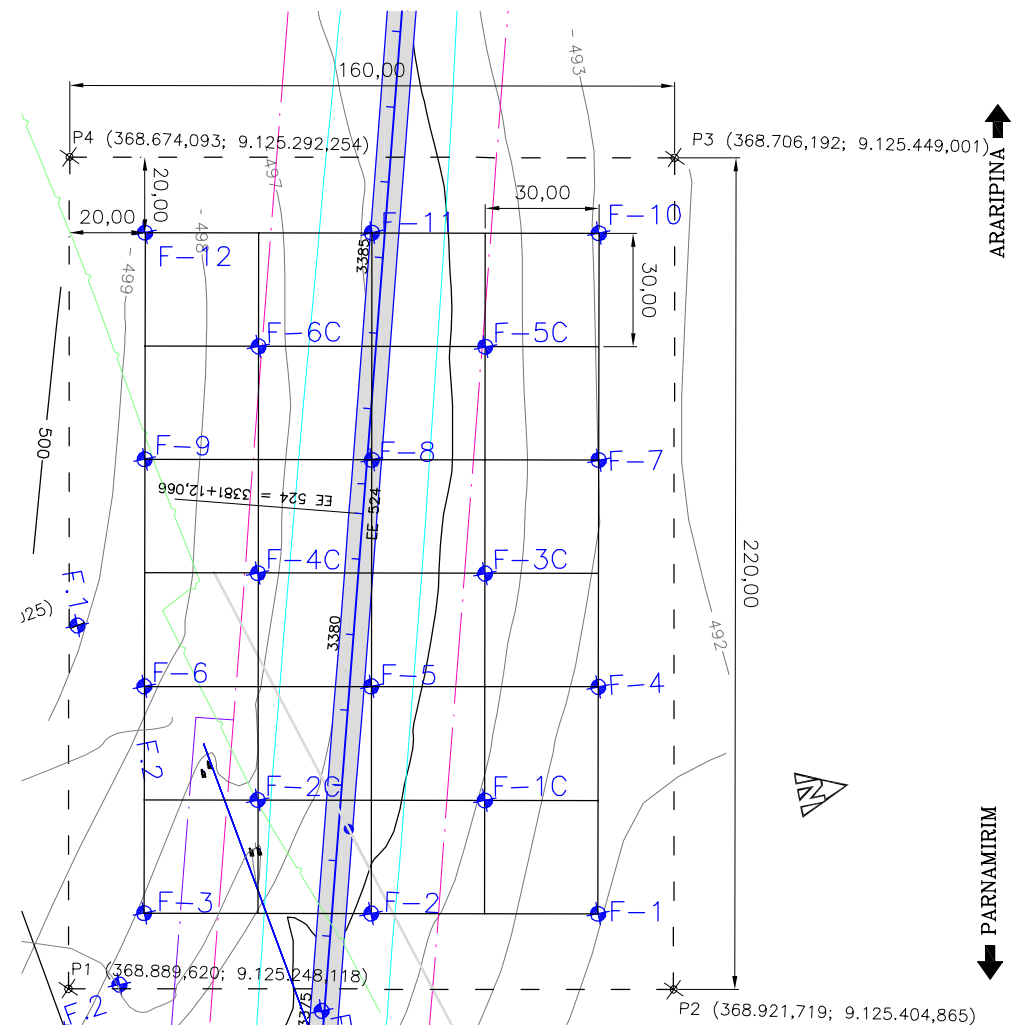 493
160,00
P4 (368.674,093; 9.125.292,254)
P3 (368.706,192; 9.125.449,001)
ARARIPINA
497
20,00
30,00
20,00
498
F-12
F-11
F-10
3385
499
30,00
F-6C
F-5C
500
F-9
F-8
F-7
EE 524 = 3381+12,066
EE 524
F-4C
F-3C
220,00
F.1
025)
3380
492
F-6
F-5
F-4
F.2
F-2C
F-1C
N
PARNAMIRIM
F-3
F-2
F-1
P1 (368.889,620; 9.125.248,118)
F.2
3375
P2 (368.921,719; 9.125.404,865)